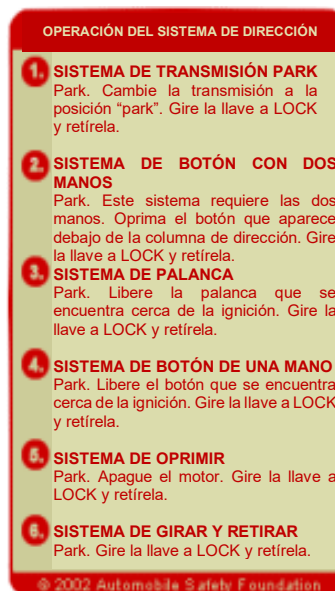 OPERACIÓN DEL SISTEMA DE DIRECCIÓN
1. SISTEMA DE TRANSMISIÓN PARK
Park. Cambie la transmisión a la
posición “park”. Gire la llave a LOCK
y retírela.
2. SISTEMA DE BOTÓN CON DOS
MANOS
Park. Este sistema requiere las dos
manos. Oprima el botón que aparece
debajo de la columna de dirección. Gire
la llave a LOCK y retírela.
3. SISTEMA DE PALANCA
Park. Libere la palanca que se
encuentra cerca de la ignición. Gire la
llave a LOCK y retírela.
4. SISTEMA DE BOTÓN DE UNA MANO
Park. Libere el botón que se encuentra
cerca de la ignición. Gire la llave a LOCK
y retírela.
5. SISTEMA DE OPRIMIR
Park. Apague el motor. Gire la llave a
LOCK y retírela.
6. SISTEMA DE GIRAR Y RETIRAR
Park. Gire la llave a LOCK y retírela.
© 2002 Automobile Safety Foundation